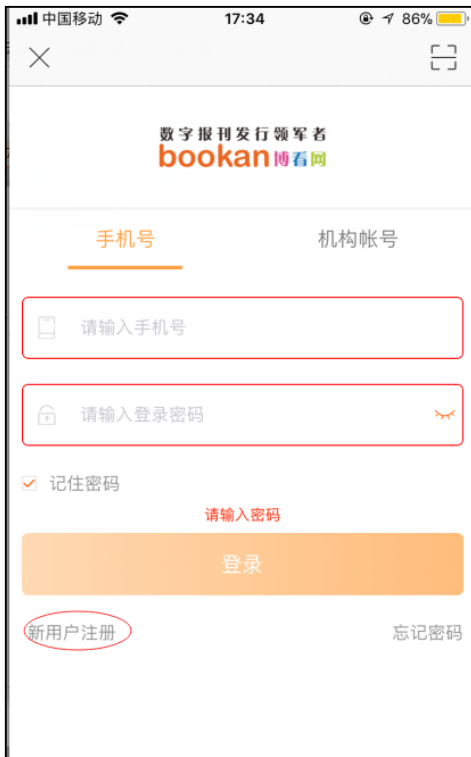 中国移动 17:34 86%
数字报刊发行领军者
bookan博看网
手机号 机构帐号
请输入手机号
请输入登录密码
记住密码
请输入密码
登录
新用户注册 忘记密码